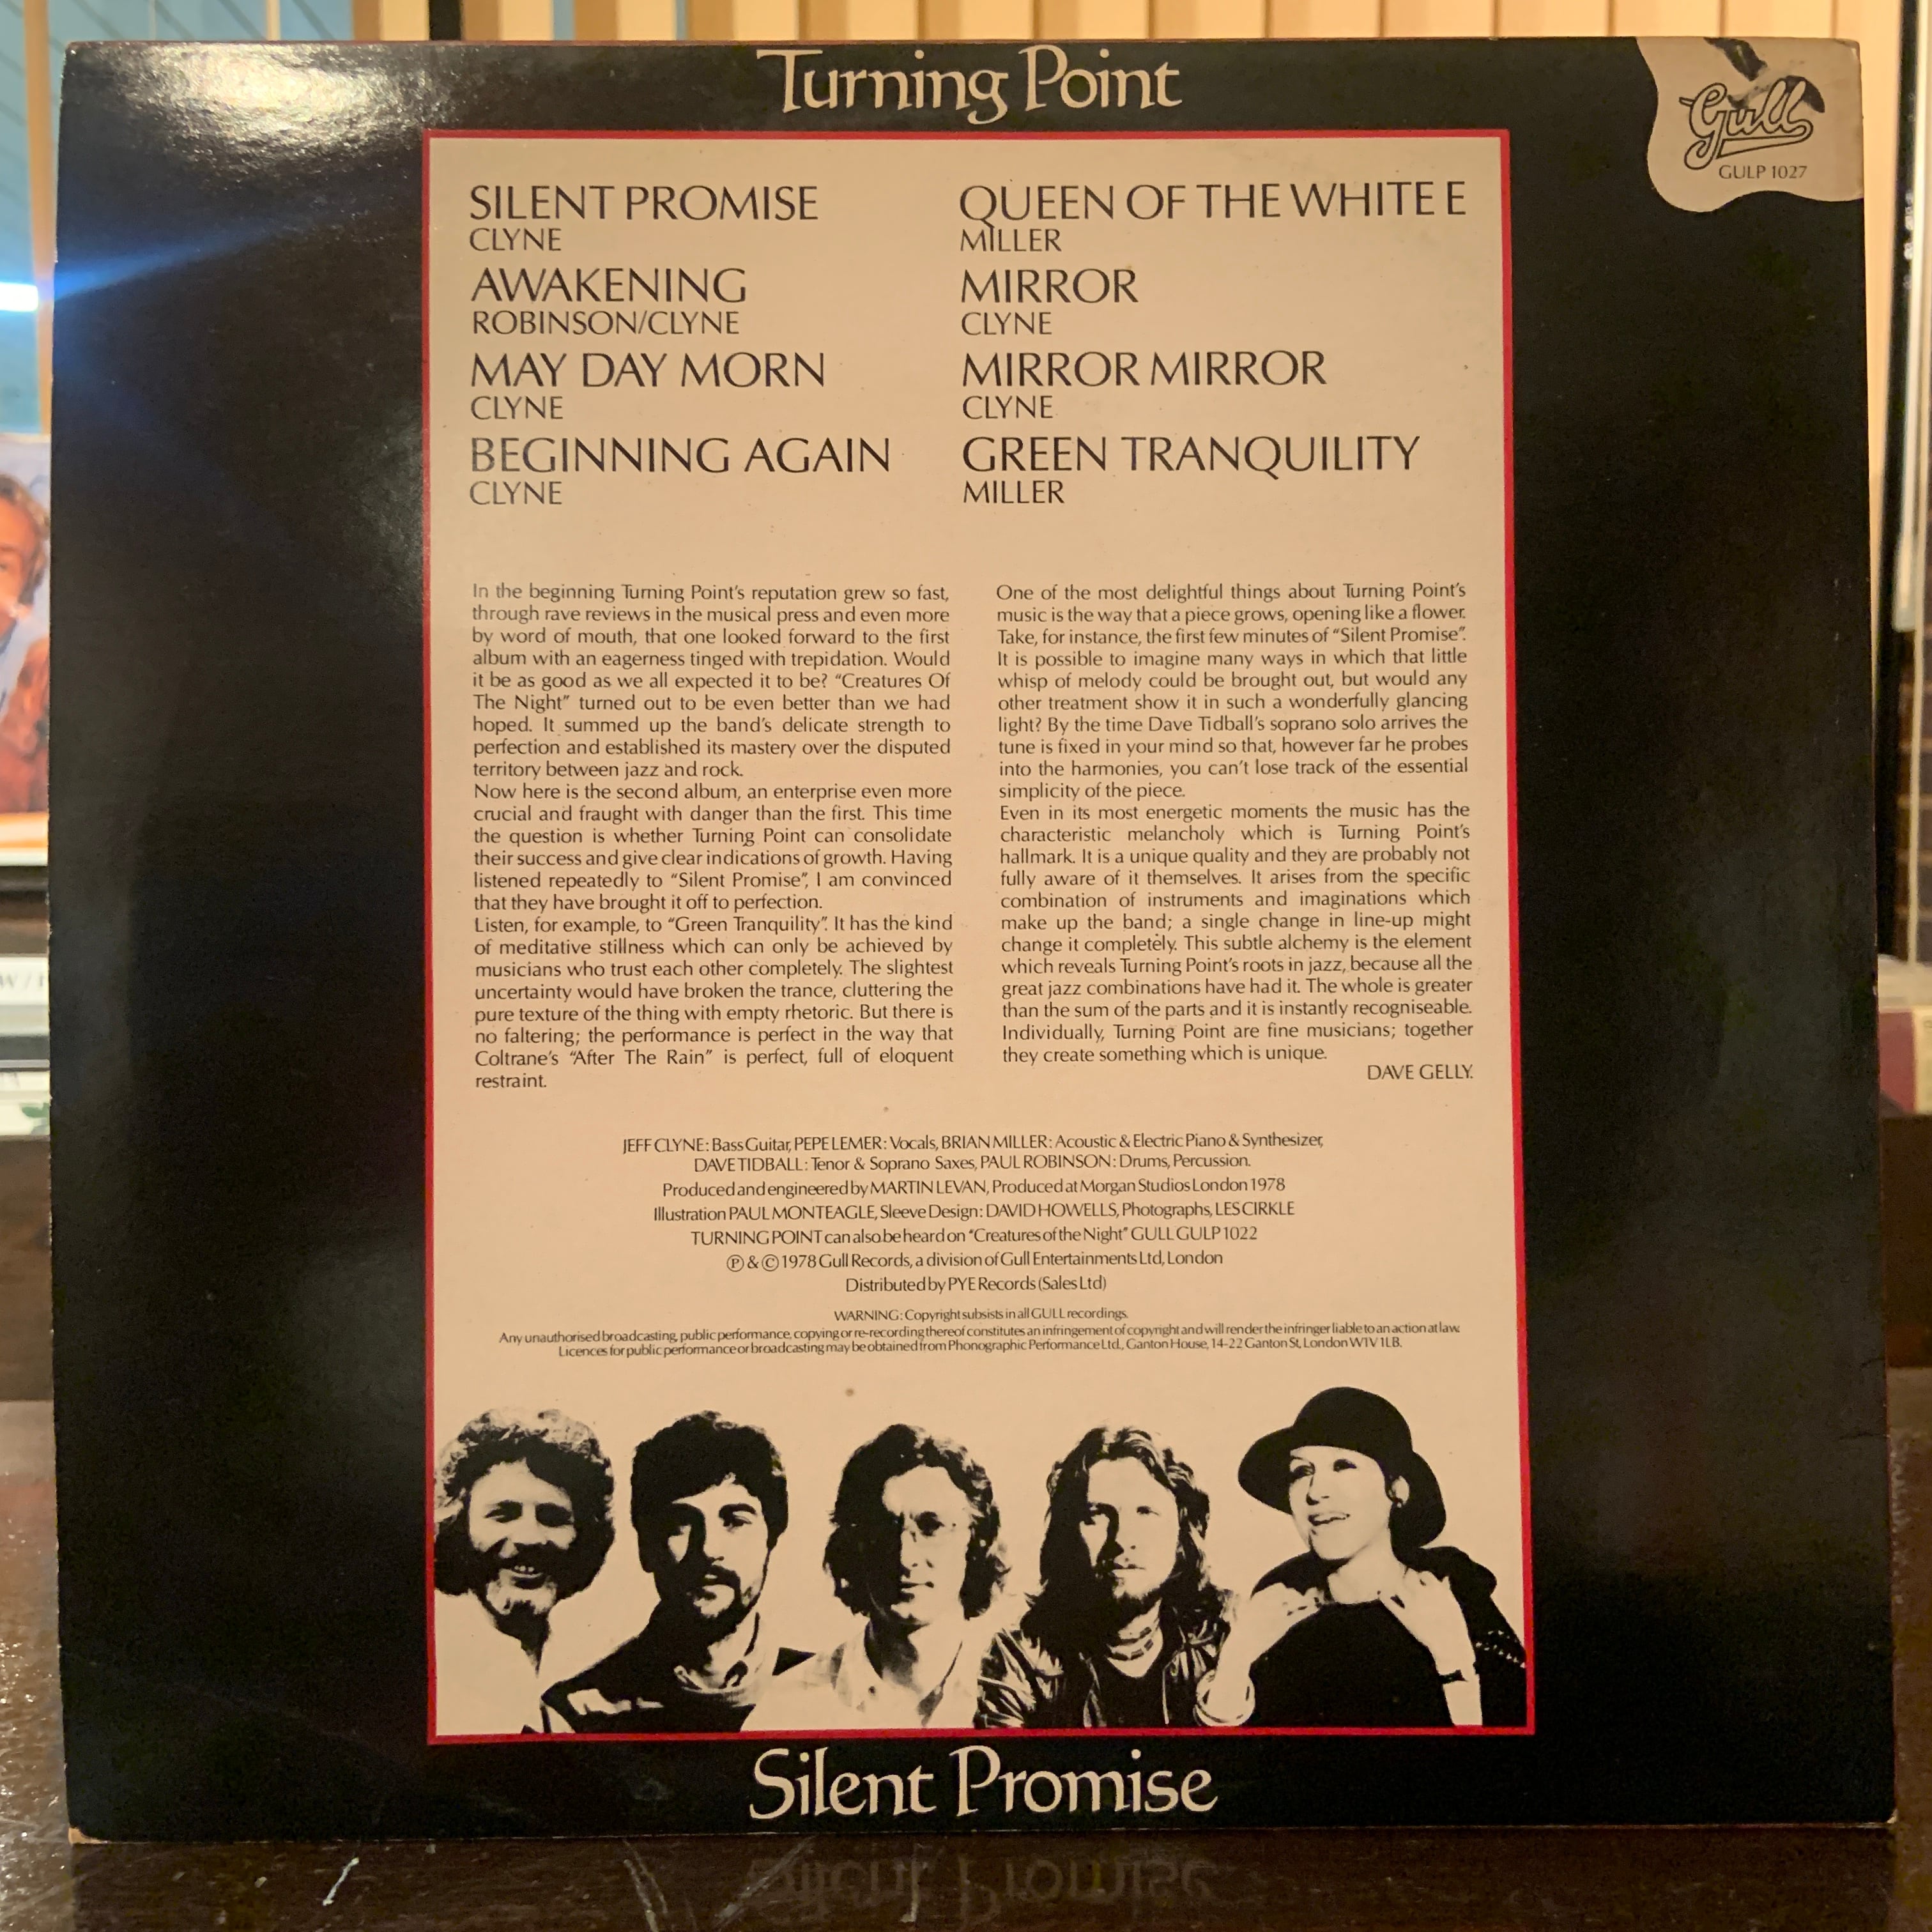 Turning Point
Gull
GULP 1027
SILENT PROMISE
CLYNE
AWAKENING
ROBINSON/CLYNE
MAY DAY MORN
CLYNE
BEGINNING AGAIN
CLYNE
QUEEN OF THE WHITE E
MILLER
MIRROR
CLYNE
MIRROR MIRROR
CLYNE
GREEN TRANQUILITY
MILLER
In the beginning Turning Point's reputation grew so fast,
through rave reviews in the musical press and even more
by word of mouth, that one looked forward to the first
album with an eagerness tinged with trepidation. Would
it be as good as we all expected it to be? "Creatures Of
The Night" turned out to be even better than we had
hoped. It summed up the band's delicate strength to
perfection and established its mastery over the disputed
territory between jazz and rock.
Now here is the second album, an enterprise even more
crucial and fraught with danger than the first. This time
the question is whether Turning Point can consolidate
their success and give clear indications of growth. Having
listened repeatedly to "Silent Promise", I am convinced
that they have brought it off to perfection.
Listen, for example, to "Green Tranquility". It has the kind
of meditative stillness which can only be achieved by
musicians who trust each other completely. The slightest
uncertainty would have broken the trance, cluttering the
pure texture of the thing with empty rhetoric. But there is
no faltering; the performance is perfect in the way that
Coltrane's "After The Rain" is perfect, full of eloquent
restraint.
One of the most delightful things about Turning Point's
music is the way that a piece grows, opening like a flower.
Take, for instance, the first few minutes of "Silent Promise".
It is possible to imagine many ways in which that little
whisp of melody could be brought out, but would any
other treatment show it in such a wonderfully glancing
light? By the time Dave Tidball's soprano solo arrives the
tune is fixed in your mind so that, however far he probes
into the harmonies, you can't lose track of the essential
simplicity of the piece.
Even in its most energetic moments the music has the
characteristic melancholy which is Turning Point's
hallmark. It is a unique quality and they are probably not
fully aware of it themselves. It arises from the specific
combination of instruments and imaginations which
make up the band; a single change in line-up might
change it completely. This subtle alchemy is the element
which reveals Turning Point's roots in jazz, because all the
great jazz combinations have had it. The whole is greater
than the sum of the parts and it is instantly recogniseable.
Individually, Turning Point are fine musicians; together
they create something which is unique.
DAVE GELLY.
JEFF CLYNE: Bass Guitar, PEPE LEMER: Vocals, BRIAN MILLER: Acoustic & Electric Piano & Synthesizer,
DAVE TIDBALL: Tenor & Soprano Saxes, PAUL ROBINSON: Drums, Percussion.
Produced and engineered by MARTIN LEVAN, Produced at Morgan Studios London 1978
Illustration PAUL MONTEAGLE, Sleeve Design: DAVID HOWELLS, Photographs, LES CIRKLE
TURNING POINT can also be heard on "Creatures of the Night" GULL GULP 1022
Ⓟ & © 1978 Gull Records, a division of Gull Entertainments Ltd, London
Distributed by PYE Records (Sales Ltd)
WARNING: Copyright subsists in all GULL recordings.
Any unauthorised broadcasting, public performance, copying or re-recording thereof constitutes an infringement of copyright and will render the infringer liable to an action at law.
Licences for public performance or broadcasting may be obtained from Phonographic Performance Ltd., Ganton House, 14-22 Ganton St, London W1V 1LB.
Silent Promise